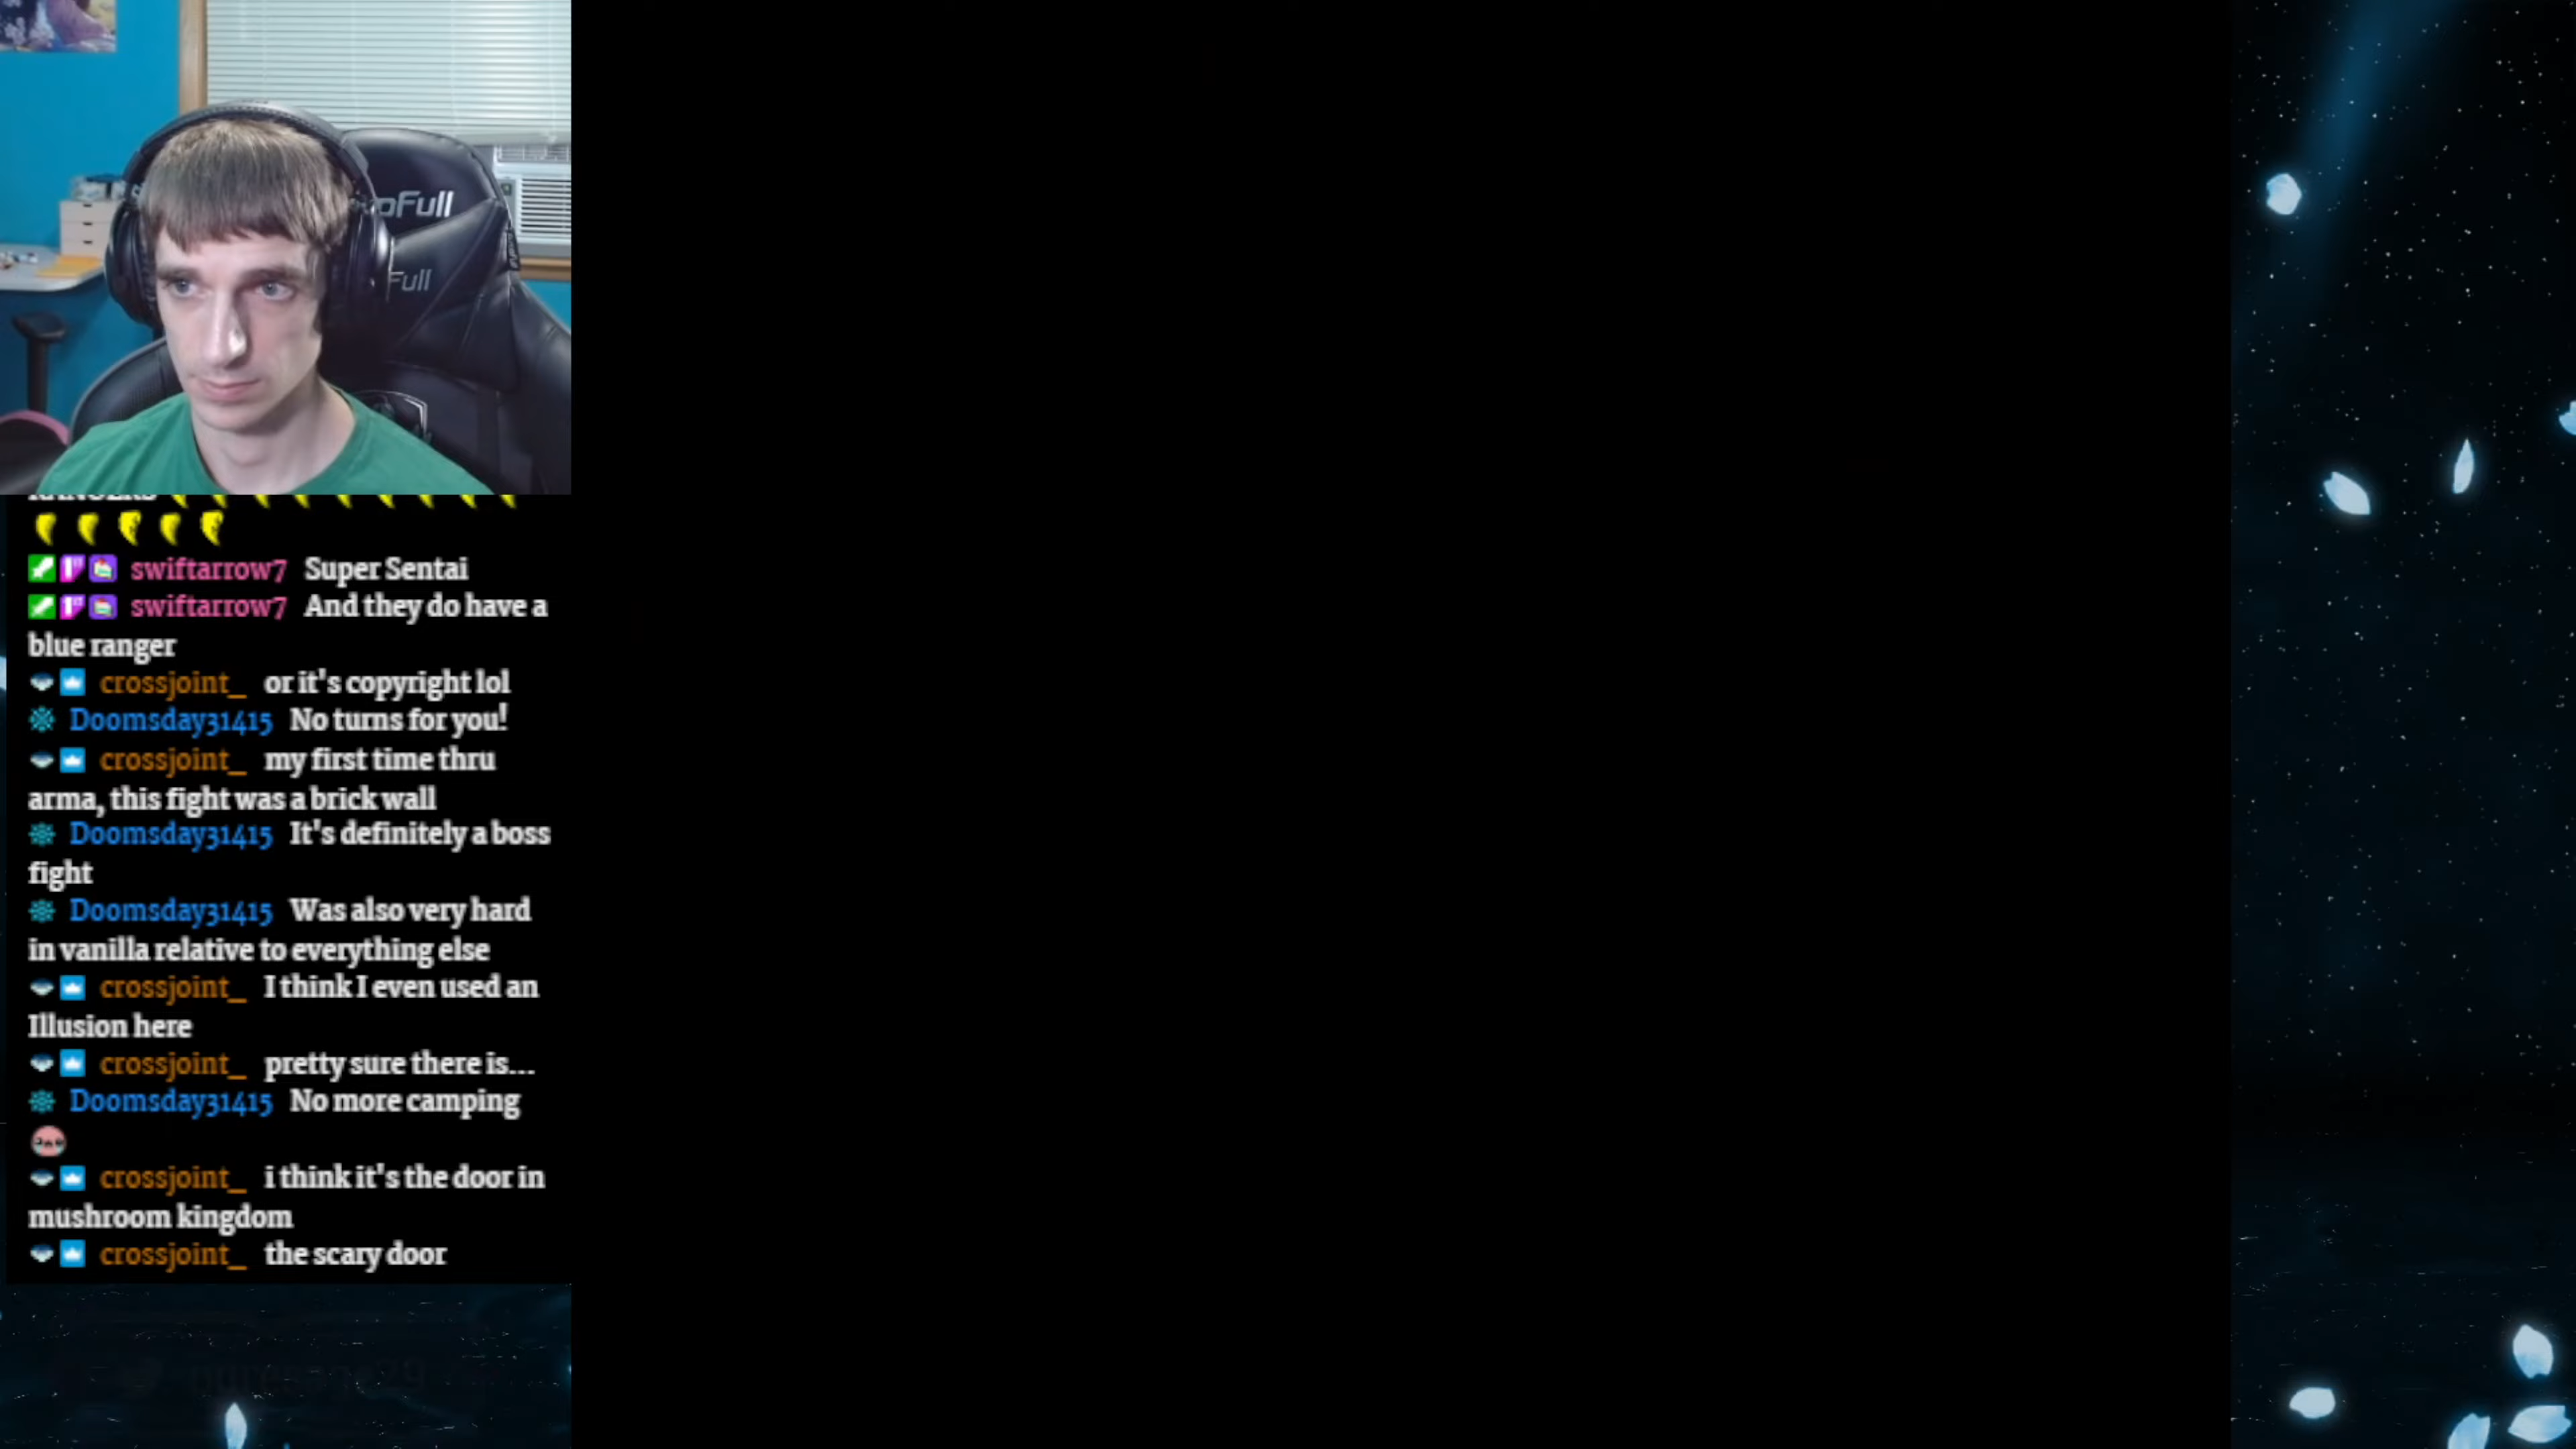 oFull
Full
swiftarrow7 Super Sentai
swiftarrow7 And they do have a
blue ranger
crossjoint_ or it's copyright lol
Doomsday31415 No turns for you!
crossjoint_ my first time thru
arma, this fight was a brick wall
Doomsday31415 It's definitely a boss
fight
Doomsday31415 Was also very hard
in vanilla relative to everything else
crossjoint_ I think I even used an
Illusion here
crossjoint_ pretty sure there is...
Doomsday31415 No more camping
crossjoint_ i think it's the door in
mushroom kingdom
crossjoint_ the scary door